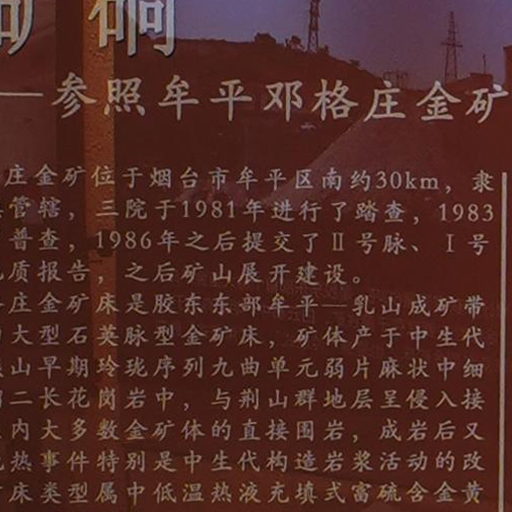 响
—参照牟平邓格庄金矿
庄金矿位于烟台市牟平区南约30km，隶
管辖，三院于1981年进行了踏查，1983
普查，1986年之后提交了Ⅱ号脉、Ⅰ号
质报告，之后矿山展开建设。
庄金矿床是胶东东部牟平—乳山成矿带
大型石英脉型金矿床，矿体产于中生代
山早期玲珑序列九曲单元弱片麻状中细
二长花岗岩中，与荆山群地层呈侵入接
内大多数金矿体的直接围岩，成岩后又
热事件特别是中生代构造岩浆活动的改
床类型属中低温热液充填式富硫含金黄